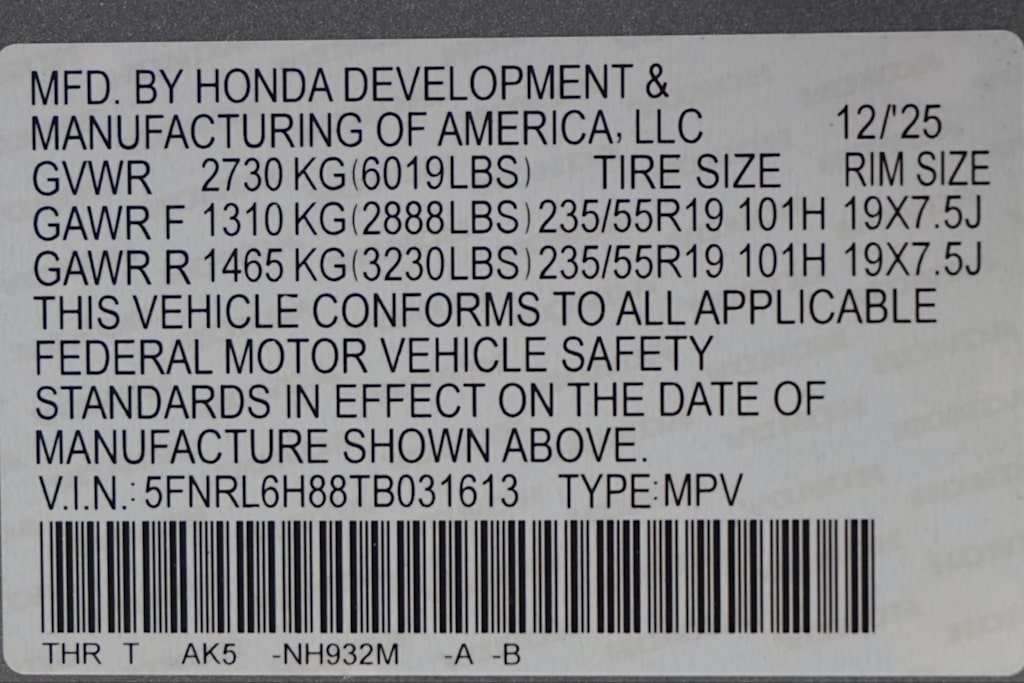 MFD. BY HONDA DEVELOPMENT &
MANUFACTURING OF AMERICA, LLC 12/'25
GVWR 2730 KG(6019LBS) TIRE SIZE RIM SIZE
GAWR F 1310 KG(2888LBS) 235/55R19 101H 19X7.5J
GAWR R 1465 KG(3230LBS) 235/55R19 101H 19X7.5J
THIS VEHICLE CONFORMS TO ALL APPLICABLE
FEDERAL MOTOR VEHICLE SAFETY
STANDARDS IN EFFECT ON THE DATE OF
MANUFACTURE SHOWN ABOVE.
V.I.N.: 5FNRL6H88TB031613 TYPE:MPV
THR T AK5 -NH932M -A -B